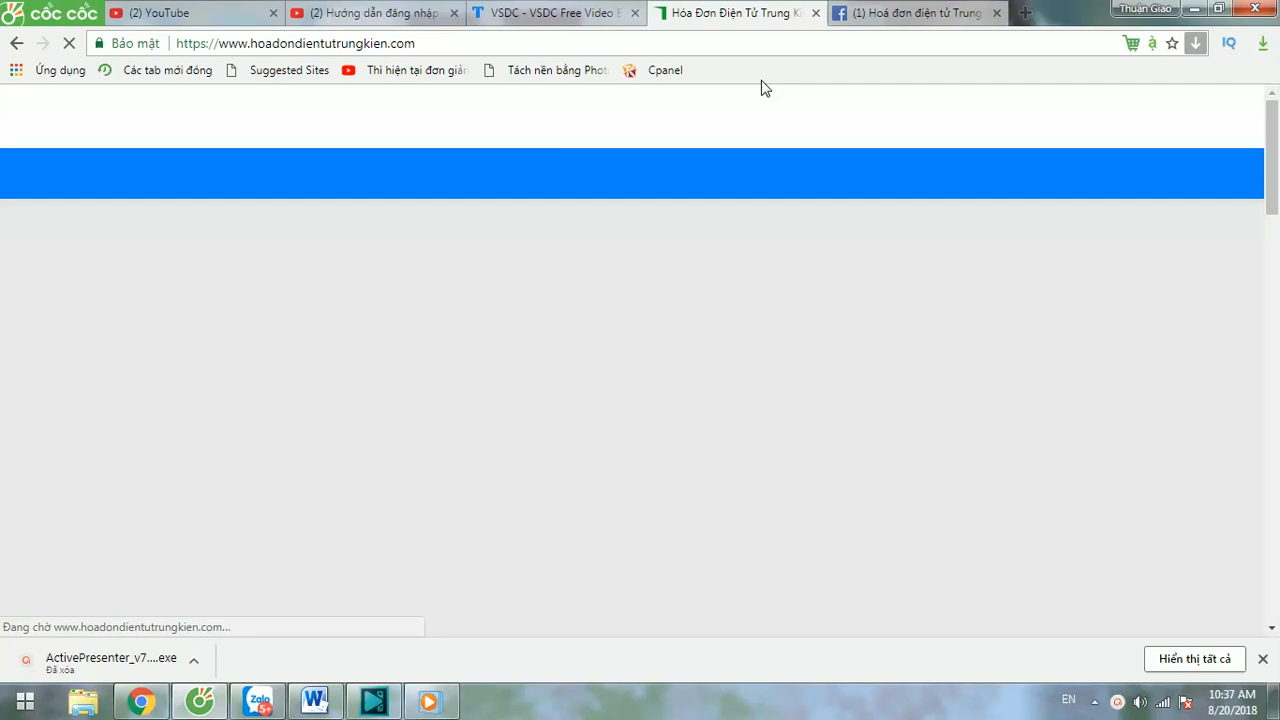 cốc cốc
(2) YouTube
(2) Hướng dẫn đăng nhập
VSDC - VSDC Free Video E
Hóa Đơn Điện Tử Trung Ki
(1) Hoá đơn điện tử Trung
Thuận Giao
Bảo mật
https://www.hoadondientutrungkien.com
IQ
Ứng dụng
Các tab mới đóng
Suggested Sites
Thì hiện tại đơn giản
Tách nền bằng Phot
Cpanel
Đang chờ www.hoadondientutrungkien.com...
ActivePresenter_v7....exe
Đã xóa
Hiển thị tất cả
Zalo
5+
EN
10:37 AM
8/20/2018